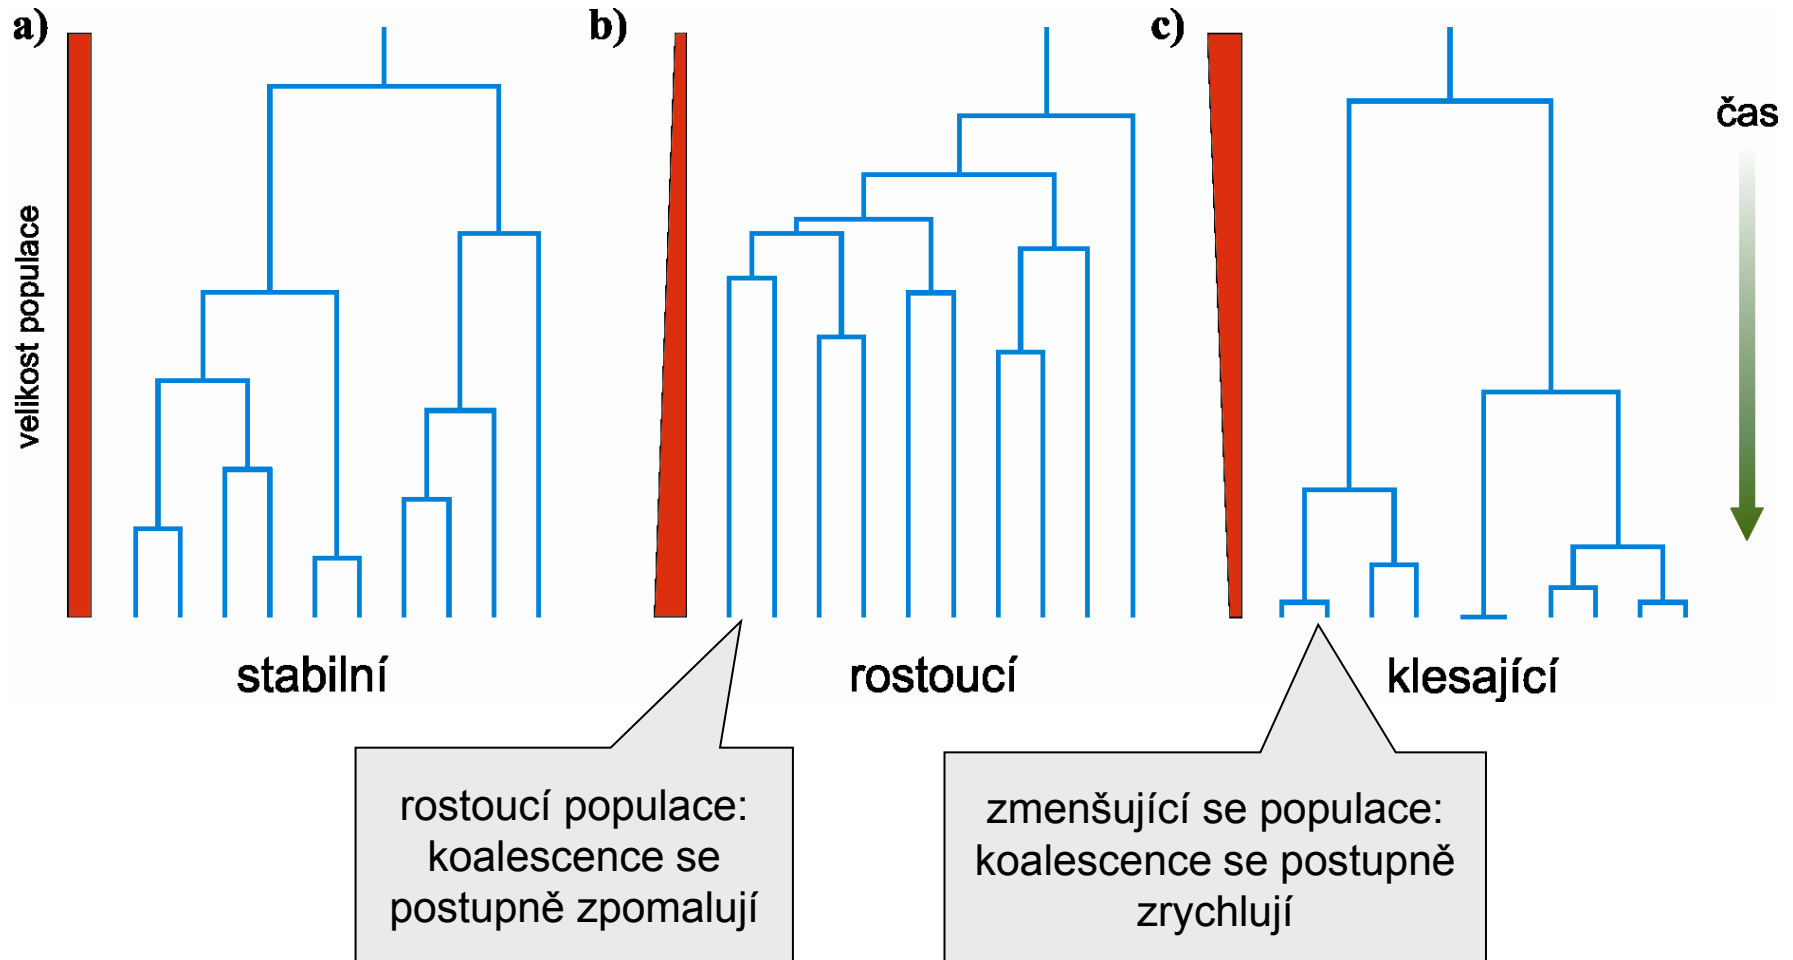 a)
b)
c)
čas
velikost populace
stabilní
rostoucí
klesající
rostoucí populace:
koalescence se
postupně zpomalují
zmenšující se populace:
koalescence se postupně
zrychlují